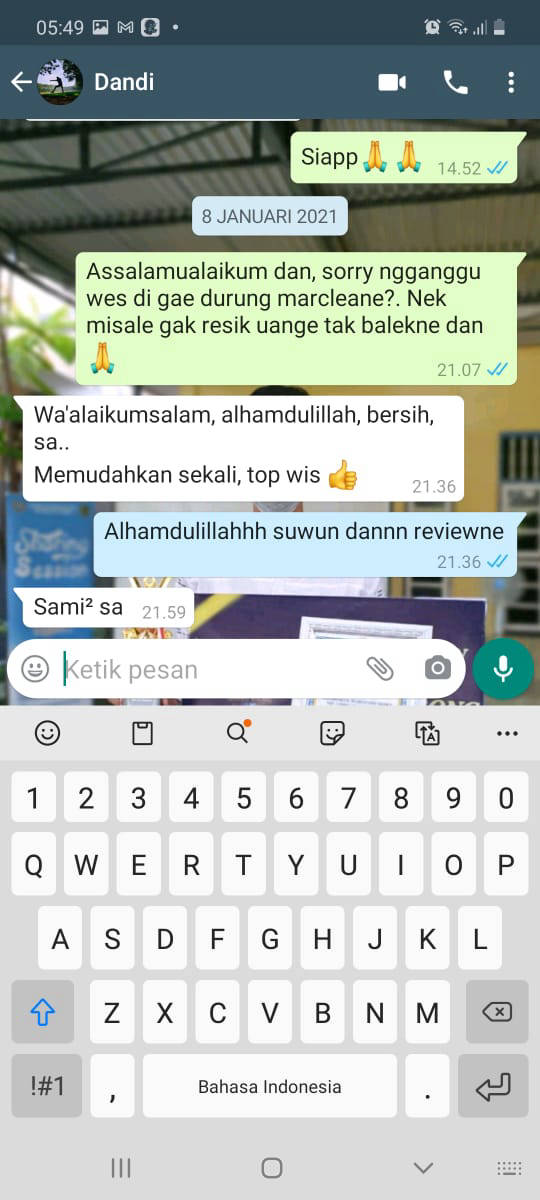 05:49
Dandi
Siapp🙏 🙏 14.52
8 JANUARI 2021
Assalamualaikum dan, sorry ngganggu
wes di gae durung marcleane?. Nek
misale gak resik uange tak balekne dan
🙏
21.07
Wa'alaikumsalam, alhamdulillah, bersih,
sa..
Memudahkan sekali, top wis 👍 21.36
Alhamdulillahhh suwun dannn reviewne
21.36
Sami² sa 21.59
Ketik pesan
1 2 3 4 5 6 7 8 9 0
Q W E R T Y U I O P
A S D F G H J K L
Z X C V B N M
!#1 , Bahasa Indonesia .